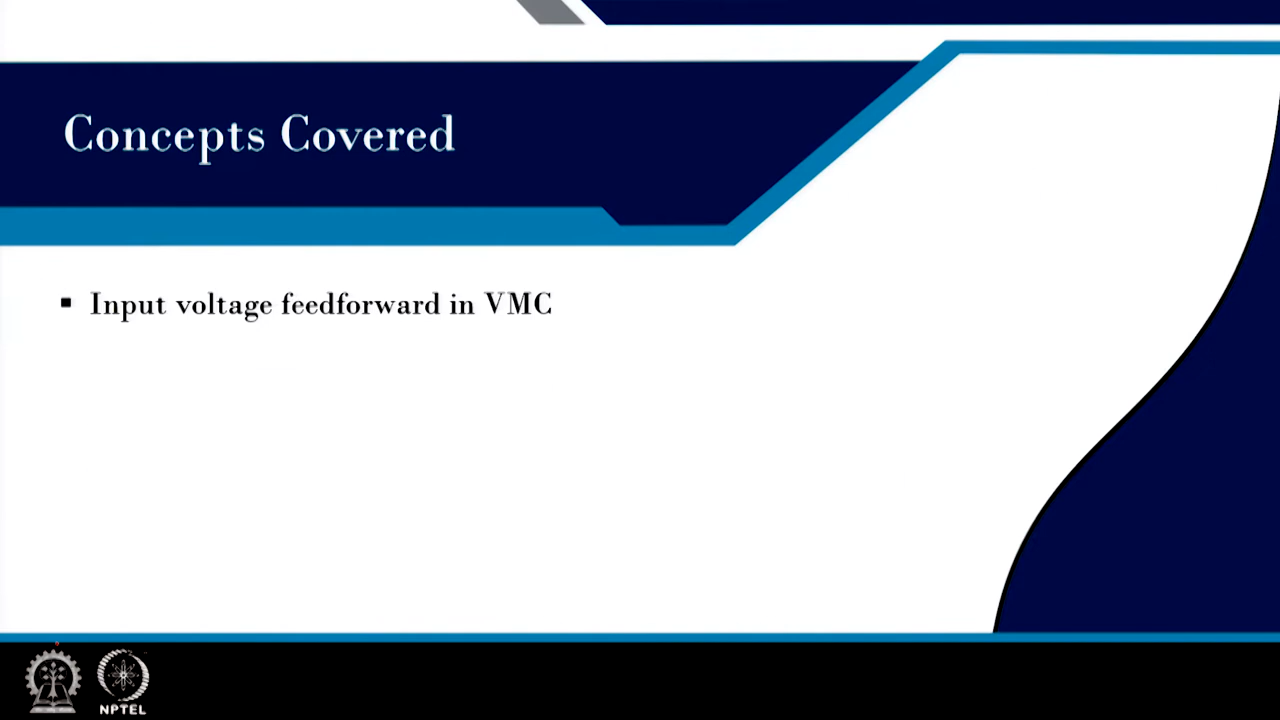 Concepts Covered
▪ Input voltage feedforward in VMC
NPTEL